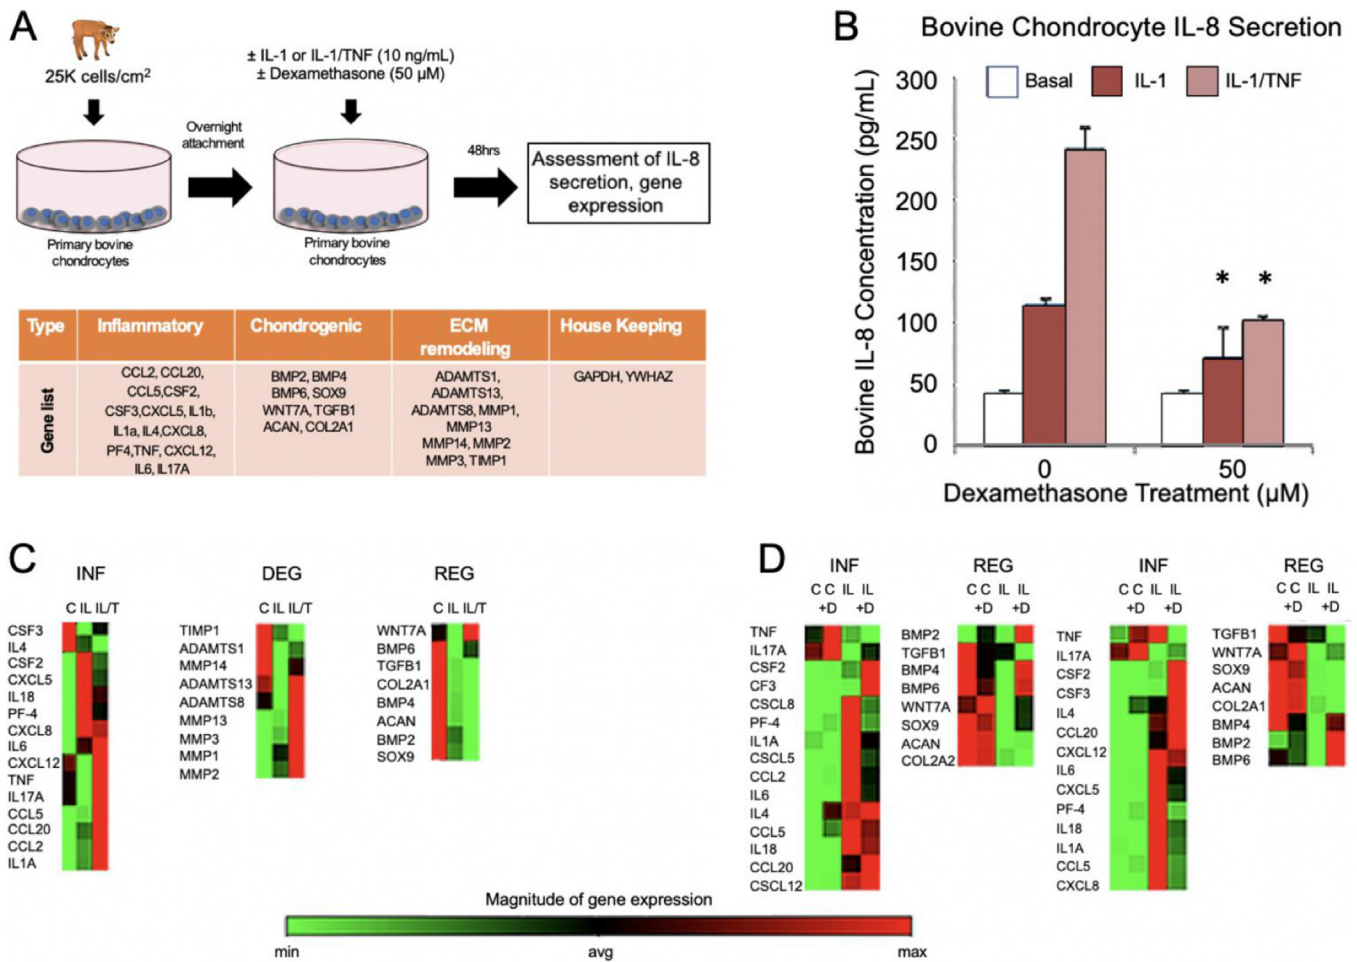 A
25K cells/cm2
Overnight
attachment
± IL-1 or IL-1/TNF (10 ng/mL)
± Dexamethasone (50 μM)
48hrs
Assessment of IL-8
secretion, gene
expression
Primary bovine
chondrocytes
Primary bovine
chondrocytes
Type Inflammatory Chondrogenic ECM remodeling House Keeping
Gene list
CCL2, CCL20,
CCL5,CSF2,
CSF3,CXCL5, IL1b,
IL1a, IL4,CXCL8,
PF4,TNF, CXCL12,
IL6, IL17A
BMP2, BMP4
BMP6, SOX9
WNT7A, TGFB1
ACAN, COL2A1
ADAMTS1,
ADAMTS13,
ADAMTS8, MMP1,
MMP13
MMP14, MMP2
MMP3, TIMP1
GAPDH, YWHAZ
B
Bovine Chondrocyte IL-8 Secretion
Basal IL-1 IL-1/TNF
Bovine IL-8 Concentration (pg/mL)
300
250
200
150
100
50
0
* *
0 50
Dexamethasone Treatment (μM)
C
INF
C IL IL/T
CSF3
IL4
CSF2
CXCL5
IL18
PF-4
CXCL8
IL6
CXCL12
TNF
IL17A
CCL5
CCL20
CCL2
IL1A
DEG
C IL IL/T
TIMP1
ADAMTS1
MMP14
ADAMTS13
ADAMTS8
MMP13
MMP3
MMP1
MMP2
REG
C IL IL/T
WNT7A
BMP6
TGFB1
COL2A1
BMP4
ACAN
BMP2
SOX9
D
INF
C C IL IL
+D +D
TNF
IL17A
CSF2
CF3
CSCL8
PF-4
IL1A
CSCL5
CCL2
IL6
IL4
CCL5
IL18
CCL20
CSCL12
REG
C C IL IL
+D +D
BMP2
TGFB1
BMP4
BMP6
WNT7A
SOX9
ACAN
COL2A2
INF
C C IL IL
+D +D
TNF
IL17A
CSF2
CSF3
IL4
CCL20
CXCL12
IL6
CXCL5
PF-4
IL18
IL1A
CCL5
CXCL8
REG
C C IL IL
+D +D
TGFB1
WNT7A
SOX9
ACAN
COL2A1
BMP4
BMP2
BMP6
Magnitude of gene expression
min avg max